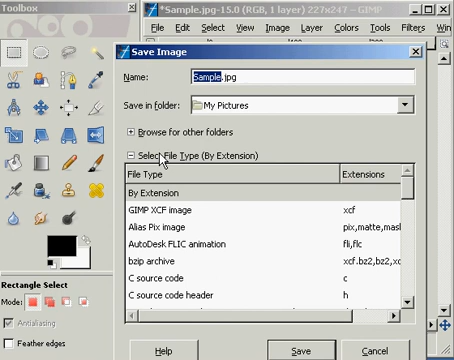 Toolbox
*Sample.jpg-15.0 (RGB, 1 layer) 227x247 – GIMP
File Edit Select View Image Layer Colors Tools Filters Win
Save Image
Name: Sample.jpg
Save in folder: My Pictures
Browse for other folders
Select File Type (By Extension)
File Type Extensions
By Extension
GIMP XCF image xcf
Alias Pix image pix,matte,mask
AutoDesk FLIC animation fli,flc
bzip archive xcf.bz2,bz2,xc
C source code c
C source code header h
Rectangle Select
Mode:
Antialiasing
Feather edges
Help Save Cancel